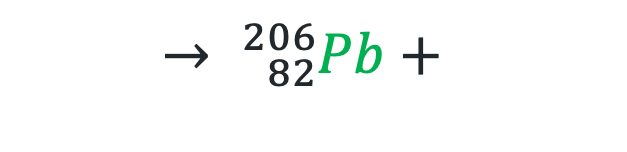 → ²⁰⁶₈₂Pb +